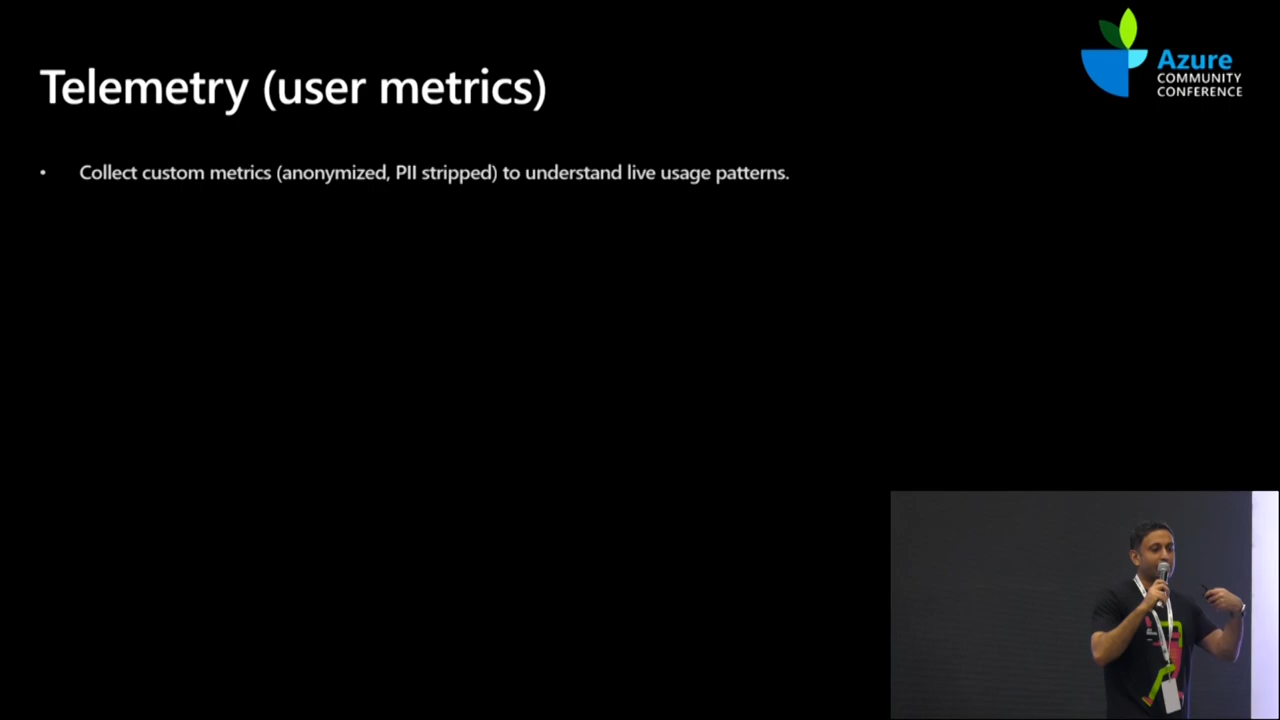 Telemetry (user metrics)
Azure
COMMUNITY
CONFERENCE
• Collect custom metrics (anonymized, PII stripped) to understand live usage patterns.